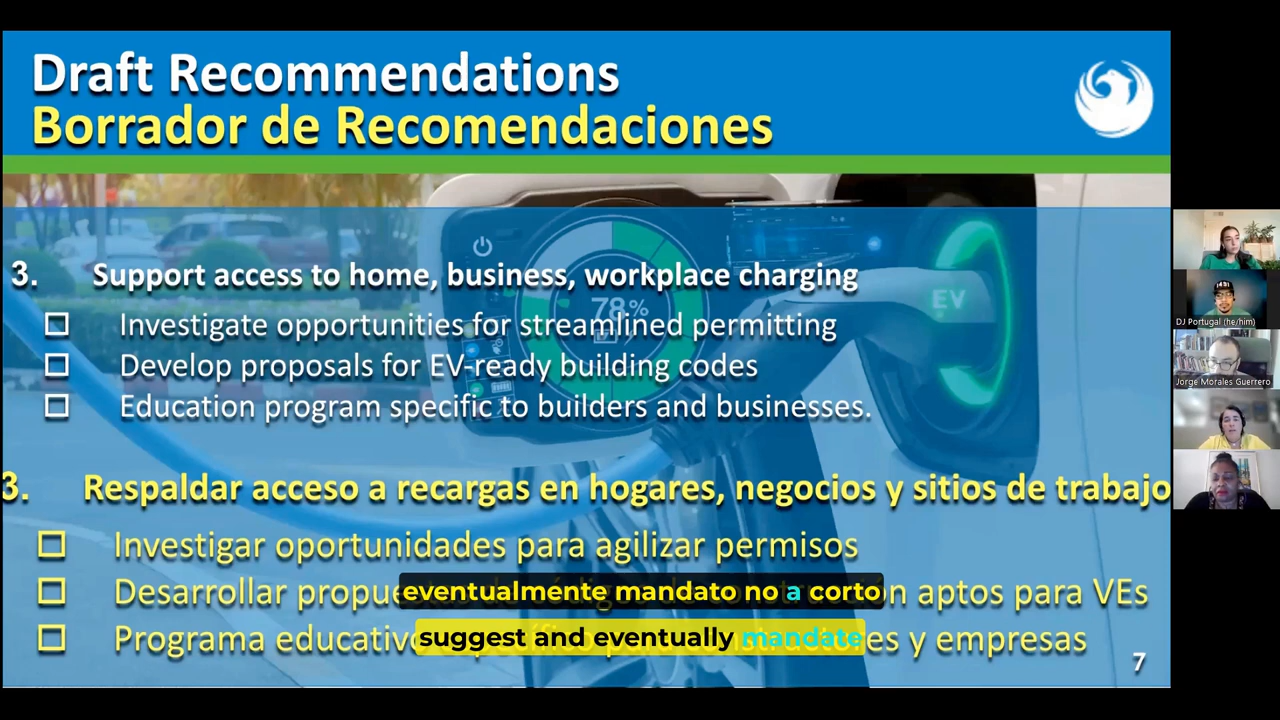 Draft Recommendations
Borrador de Recomendaciones
78%
EV
3. Support access to home, business, workplace charging
Investigate opportunities for streamlined permitting
Develop proposals for EV-ready building codes
Education program specific to builders and businesses.
3. Respaldar acceso a recargas en hogares, negocios y sitios de trabajo
Investigar oportunidades para agilizar permisos
Desarrollar aptos para VEs
eventualmente mandato no a corto
Programa y empresas
suggest and eventually mandate
7
DJ Portugal (he/him)
Jorge Morales Guerrero